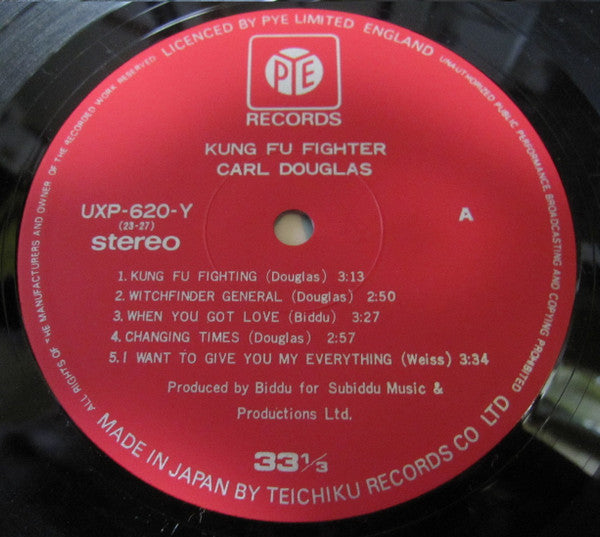 LICENCED BY PYE LIMITED ENGLAND
UNAUTHORIZED PUBLIC PERFORMANCE, BROADCASTING AND COPYING PROHIBITED
ALL RIGHTS OF THE MANUFACTURERS AND OWNER OF THE RECORDED WORK RESERVED
PYE
RECORDS
KUNG FU FIGHTER
CARL DOUGLAS
UXP-620-Y
(23-27)
stereo
A
1. KUNG FU FIGHTING (Douglas) 3:13
2. WITCHFINDER GENERAL (Douglas) 2:50
3. WHEN YOU GOT LOVE (Biddu) 3:27
4. CHANGING TIMES (Douglas) 2:57
5. I WANT TO GIVE YOU MY EVERYTHING (Weiss) 3:34
Produced by Biddu for Subiddu Music &
Productions Ltd.
33 1/3
MADE IN JAPAN BY TEICHIKU RECORDS CO LTD